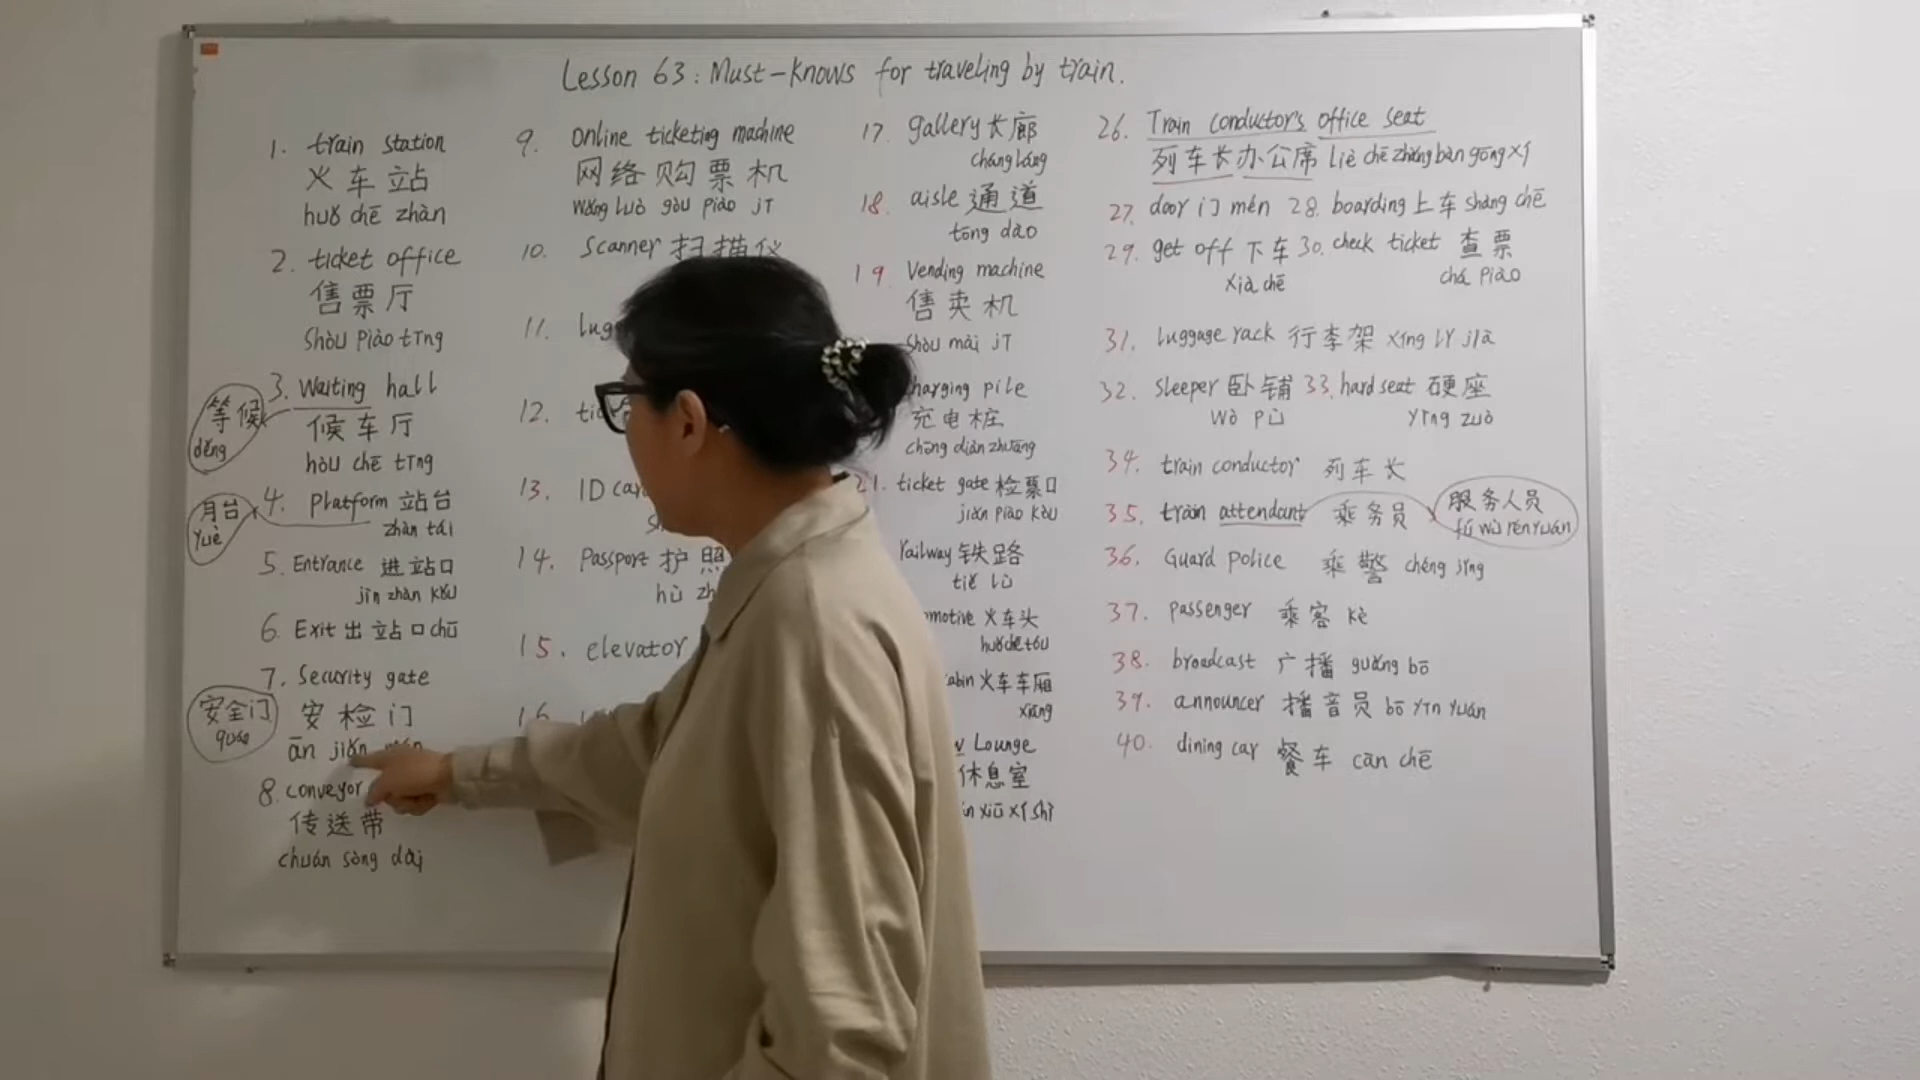 Lesson 63: Must-Knows for traveling by train.
1. train station
火车站
huǒ chē zhàn
2. ticket office
售票厅
Shòu Piào tīng
3. Waiting hall
等候
děng
候车厅
hòu chē tīng
4. Platform 站台
zhàn tái
月台
Yuè
5. Entrance 进站口
jìn zhàn kǒu
6. Exit 出站口 chū
7. Security gate
安检门
ān jiǎn
安全门
quán
8. conveyor
传送带
chuán sòng dài
9. Online ticketing machine
网络购票机
Wǎng luò gòu piào jī
10. Scanner 扫描仪
11.
12.
13. ID card
14. Passport 护照
hù
15. elevator
16.
17. gallery 长廊
cháng láng
18. aisle 通道
tōng dào
19. Vending machine
售卖机
Shòu mài jī
charging pile
充电桩
chōng diàn zhuāng
21. ticket gate 检票口
jiǎn piào kǒu
railway 铁路
tiě lù
火车头
火车车厢
xiāng
Lounge
休息室
xiū xí shì
26. Train conductor's office seat
列车长办公席 liè chē zhǎng bàn gōng xí
27. door 门 mén 28. boarding 上车 shàng chē
29. get off 下车 30. check ticket 查票
xià chē chá piào
31. luggage rack 行李架 xíng lǐ jià
32. Sleeper 卧铺 33. hard seat 硬座
Wò pù yìng zuò
34. train conductor 列车长
35. train attendant 乘务员 服务人员
fú wù rén yuán
36. Guard police 乘警 chéng jǐng
37. passenger 乘客 kè
38. broadcast 广播 guǎng bō
39. announcer 播音员 bō yīn yuán
40. dining car 餐车 cān chē